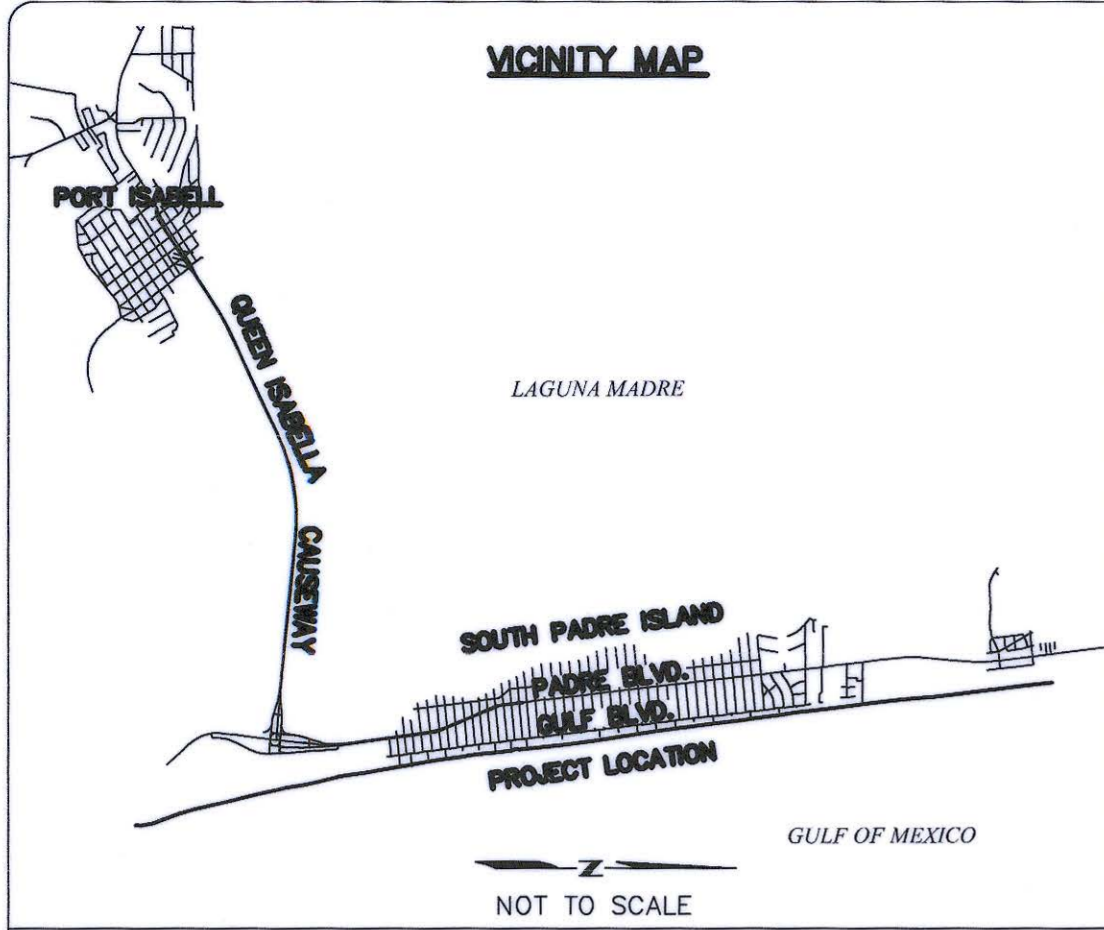 VICINITY MAP
PORT ISABELL
QUEEN ISABELLA CAUSEWAY
LAGUNA MADRE
SOUTH PADRE ISLAND
PADRE BLVD.
GULF BLVD.
PROJECT LOCATION
GULF OF MEXICO
Z
NOT TO SCALE